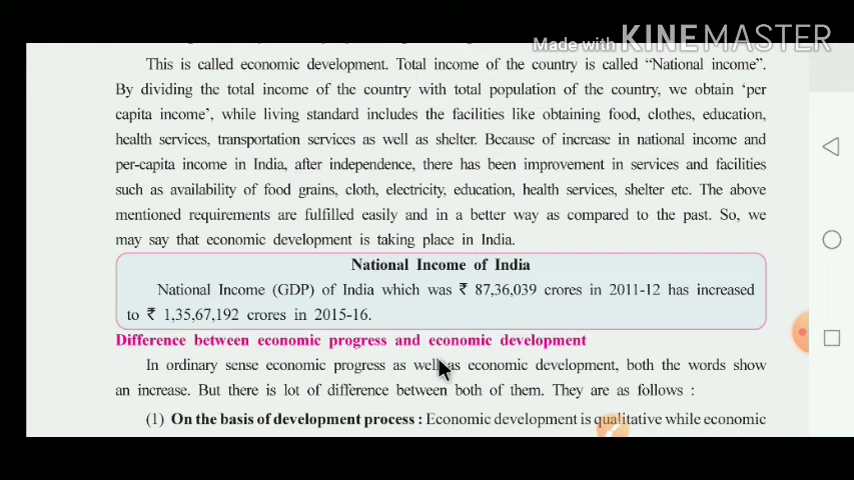 Made with KINEMASTER
This is called economic development. Total income of the country is called “National income”.
By dividing the total income of the country with total population of the country, we obtain ‘per
capita income’, while living standard includes the facilities like obtaining food, clothes, education,
health services, transportation services as well as shelter. Because of increase in national income and
per-capita income in India, after independence, there has been improvement in services and facilities
such as availability of food grains, cloth, electricity, education, health services, shelter etc. The above
mentioned requirements are fulfilled easily and in a better way as compared to the past. So, we
may say that economic development is taking place in India.
National Income of India
National Income (GDP) of India which was ₹ 87,36,039 crores in 2011-12 has increased
to ₹ 1,35,67,192 crores in 2015-16.
Difference between economic progress and economic development
In ordinary sense economic progress as well as economic development, both the words show
an increase. But there is lot of difference between both of them. They are as follows :
(1) On the basis of development process : Economic development is qualitative while economic